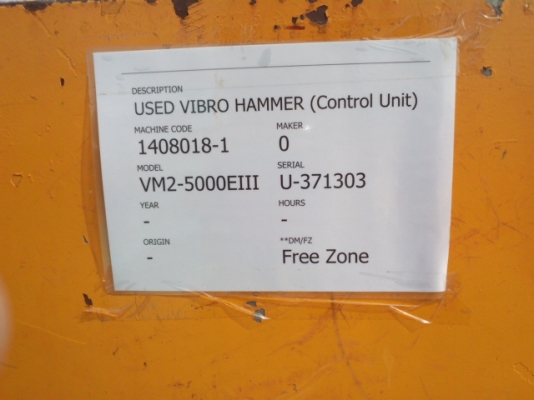 DESCRIPTION
USED VIBRO HAMMER (Control Unit)
MACHINE CODE MAKER
1408018-1 0
MODEL SERIAL
VM2-5000EIII U-371303
YEAR HOURS
- -
ORIGIN **DM/FZ
- Free Zone